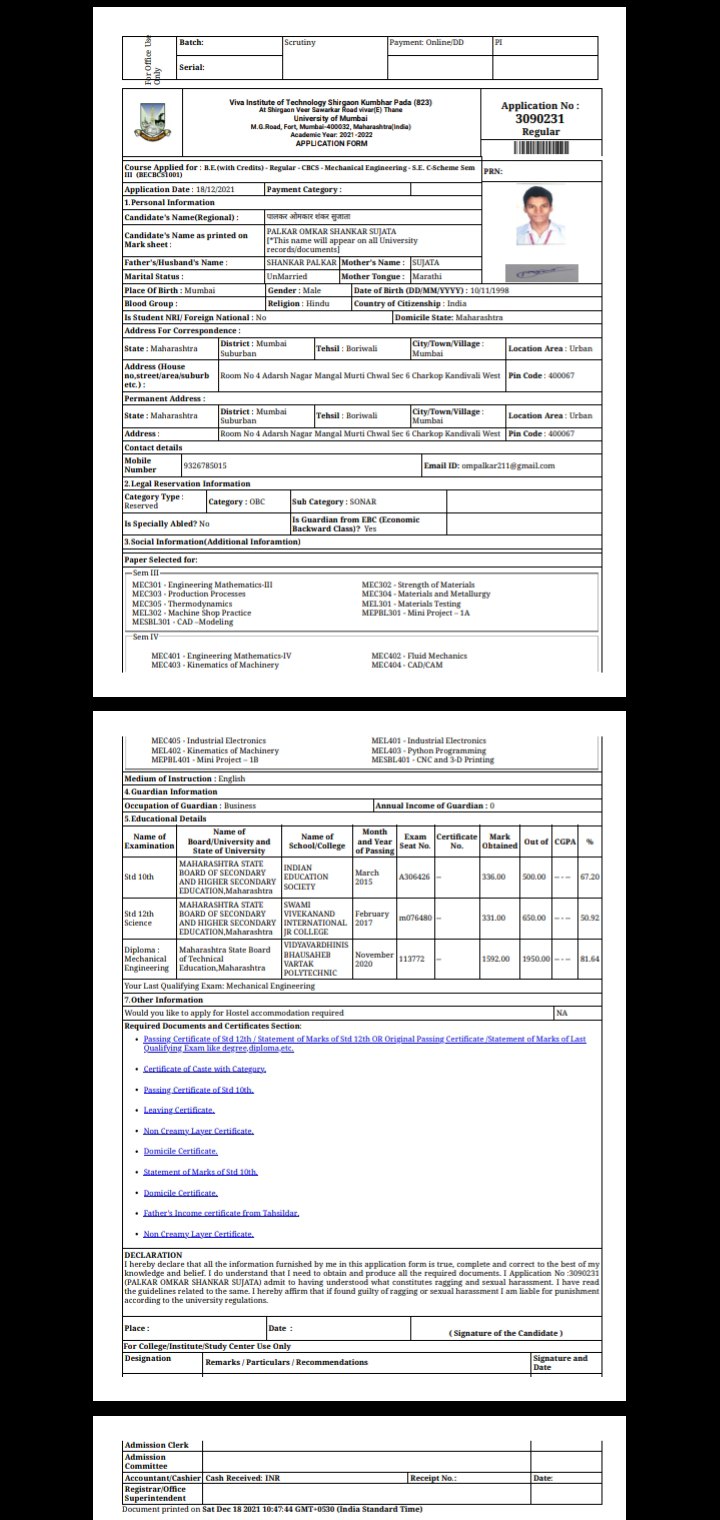 For Office Use Only
Batch:
Scrutiny
Payment: Online/DD
PI
Serial:
Viva Institute of Technology Shirgaon Kumbhar Pada (823)
At Shirgaon Veer Sawarkar Road virar(E) Thane
University of Mumbai
M.G.Road, Fort, Mumbai-400032, Maharashtra(India)
Academic Year: 2021-2022
APPLICATION FORM
Application No :
3090231
Regular
Course Applied for : B.E.(with Credits) - Regular - CBCS - Mechanical Engineering - S.E. C-Scheme Sem
III (BECBCS1001)
PRN:
Application Date : 18/12/2021
Payment Category :
1.Personal Information
Candidate's Name(Regional) :
पालकर ओमकार शंकर सुजाता
Candidate's Name as printed on
Mark sheet :
PALKAR OMKAR SHANKAR SUJATA
[*This name will appear on all University
records/documents]
Father's/Husband's Name :
SHANKAR PALKAR
Mother's Name :
SUJATA
Marital Status :
UnMarried
Mother Tongue :
Marathi
Place Of Birth : Mumbai
Gender : Male
Date of Birth (DD/MM/YYYY) : 10/11/1998
Blood Group :
Religion : Hindu
Country of Citizenship : India
Is Student NRI/ Foreign National : No
Domicile State: Maharashtra
Address For Correspondence :
State : Maharashtra
District : Mumbai
Suburban
Tehsil : Boriwali
City/Town/Village :
Mumbai
Location Area : Urban
Address (House
no,street/area/suburb
etc.) :
Room No 4 Adarsh Nagar Mangal Murti Chwal Sec 6 Charkop Kandivali West
Pin Code : 400067
Permanent Address :
State : Maharashtra
District : Mumbai
Suburban
Tehsil : Boriwali
City/Town/Village :
Mumbai
Location Area : Urban
Address :
Room No 4 Adarsh Nagar Mangal Murti Chwal Sec 6 Charkop Kandivali West
Pin Code : 400067
Contact details
Mobile
Number
9326785015
Email ID: ompalkar211@gmail.com
2.Legal Reservation Information
Category Type :
Reserved
Category : OBC
Sub Category : SONAR
Is Specially Abled? No
Is Guardian from EBC (Economic
Backward Class)? Yes
3.Social Information(Additional Inforamtion)
Paper Selected for:
Sem III
MEC301 - Engineering Mathematics-III
MEC302 - Strength of Materials
MEC303 - Production Processes
MEC304 - Materials and Metallurgy
MEC305 - Thermodynamics
MEL301 - Materials Testing
MEL302 - Machine Shop Practice
MEPBL301 - Mini Project – 1A
MESBL301 - CAD –Modeling
Sem IV
MEC401 - Engineering Mathematics-IV
MEC402 - Fluid Mechanics
MEC403 - Kinematics of Machinery
MEC404 - CAD/CAM
MEC405 - Industrial Electronics
MEL401 - Industrial Electronics
MEL402 - Kinematics of Machinery
MEL403 - Python Programming
MEPBL401 - Mini Project – 1B
MESBL401 - CNC and 3-D Printing
Medium of Instruction : English
4.Guardian Information
Occupation of Guardian : Business
Annual Income of Guardian : 0
5.Educational Details
Name of
Examination
Name of
Board/University and
State of University
Name of
School/College
Month
and Year
of Passing
Exam
Seat No.
Certificate
No.
Mark
Obtained
Out of
CGPA
%
Std 10th
MAHARASHTRA STATE
BOARD OF SECONDARY
AND HIGHER SECONDARY
EDUCATION,Maharashtra
INDIAN
EDUCATION
SOCIETY
March
2015
A306426
--
336.00
500.00
-- - --
67.20
Std 12th
Science
MAHARASHTRA STATE
BOARD OF SECONDARY
AND HIGHER SECONDARY
EDUCATION,Maharashtra
SWAMI
VIVEKANAND
INTERNATIONAL
JR COLLEGE
February
2017
m076480
--
331.00
650.00
-- - --
50.92
Diploma :
Mechanical
Engineering
Maharashtra State Board
of Technical
Education,Maharashtra
VIDYAVARDHINIS
BHAUSAHEB
VARTAK
POLYTECHNIC
November
2020
113772
--
1592.00
1950.00
-- - --
81.64
Your Last Qualifying Exam: Mechanical Engineering
7.Other Information
Would you like to apply for Hostel accommodation required
NA
Required Documents and Certificates Section:
• Passing Certificate of Std 12th / Statement of Marks of Std 12th OR Original Passing Certificate /Statement of Marks of Last
Qualifying Exam like degree,diploma,etc.
• Certificate of Caste with Category.
• Passing Certificate of Std 10th.
• Leaving Certificate.
• Non Creamy Layer Certificate.
• Domicile Certificate.
• Statement of Marks of Std 10th.
• Domicile Certificate.
• Father's Income certificate from Tahsildar.
• Non Creamy Layer Certificate.
DECLARATION
I hereby declare that all the information furnished by me in this application form is true, complete and correct to the best of my
knowledge and belief. I do understand that I need to obtain and produce all the required documents. I Application No :3090231
(PALKAR OMKAR SHANKAR SUJATA) admit to having understood what constitutes ragging and sexual harassment. I have read
the guidelines related to the same. I hereby affirm that if found guilty of ragging or sexual harassment I am liable for punishment
according to the university regulations.
Place :
Date :
( Signature of the Candidate )
For College/Institute/Study Center Use Only
Designation
Remarks / Particulars / Recommendations
Signature and
Date
Admission Clerk
Admission
Committee
Accountant/Cashier
Cash Received: INR
Receipt No.:
Date:
Registrar/Office
Superintendent
Document printed on Sat Dec 18 2021 10:47:44 GMT+0530 (India Standard Time)